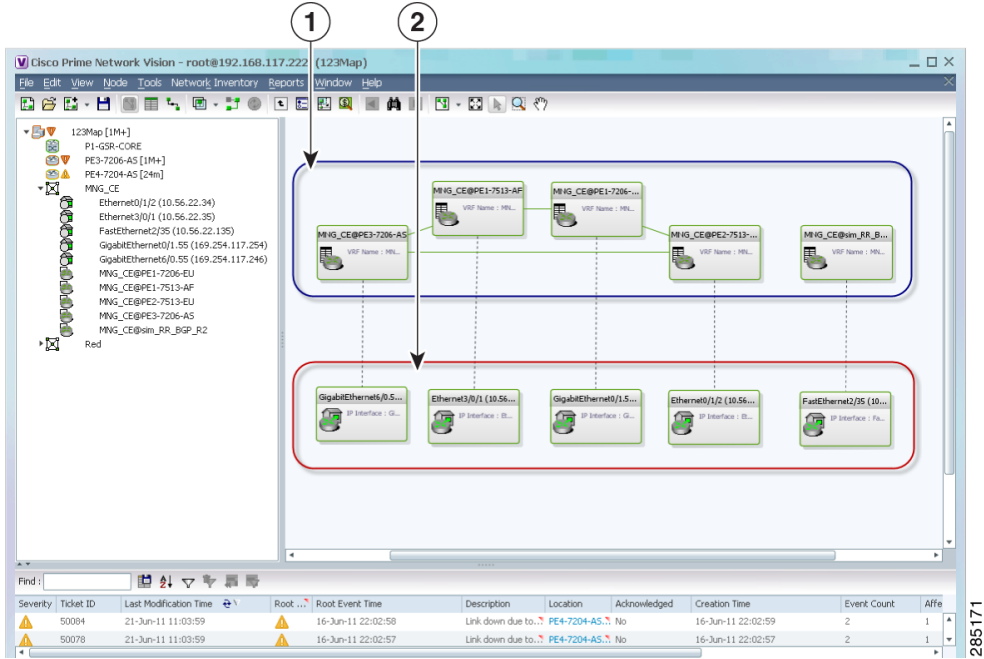 1 2
Cisco Prime Network Vision - root@192.168.117.222 (123Map)
File Edit View Node Tools Network Inventory Reports Window Help
123Map [1M+]
P1-GSR-CORE
PE3-7206-AS [1M+]
PE4-7204-AS [24m]
MNG_CE
Ethernet0/1/2 (10.56.22.34)
Ethernet3/0/1 (10.56.22.35)
FastEthernet2/35 (10.56.22.135)
GigabitEthernet0/1.55 (169.254.117.254)
GigabitEthernet6/0.55 (169.254.117.246)
MNG_CE@PE1-7206-EU
MNG_CE@PE1-7513-AF
MNG_CE@PE2-7513-EU
MNG_CE@PE3-7206-AS
MNG_CE@sim_RR_BGP_R2
Red
MNG_CE@PE1-7513-AF
VRF Name : MN...
MNG_CE@PE1-7206-...
VRF Name : MN...
MNG_CE@PE3-7206-AS
VRF Name : MN...
MNG_CE@PE2-7513-...
VRF Name : MN...
MNG_CE@sim_RR_B...
VRF Name : MN...
GigabitEthernet6/0.5...
IP Interface : G...
Ethernet3/0/1 (10.56...
IP Interface : Et...
GigabitEthernet0/1.5...
IP Interface : G...
Ethernet0/1/2 (10.56...
IP Interface : Et...
FastEthernet2/35 (10...
IP Interface : Fa...
Find :
Severity Ticket ID Last Modification Time Root ... Root Event Time Description Location Acknowledged Creation Time Event Count Affe
50084 21-Jun-11 11:03:59 16-Jun-11 22:02:58 Link down due to... PE4-7204-AS... No 16-Jun-11 22:02:59 2 1
50078 21-Jun-11 11:03:59 16-Jun-11 22:02:57 Link down due to... PE4-7204-AS... No 16-Jun-11 22:02:57 2 1
285171